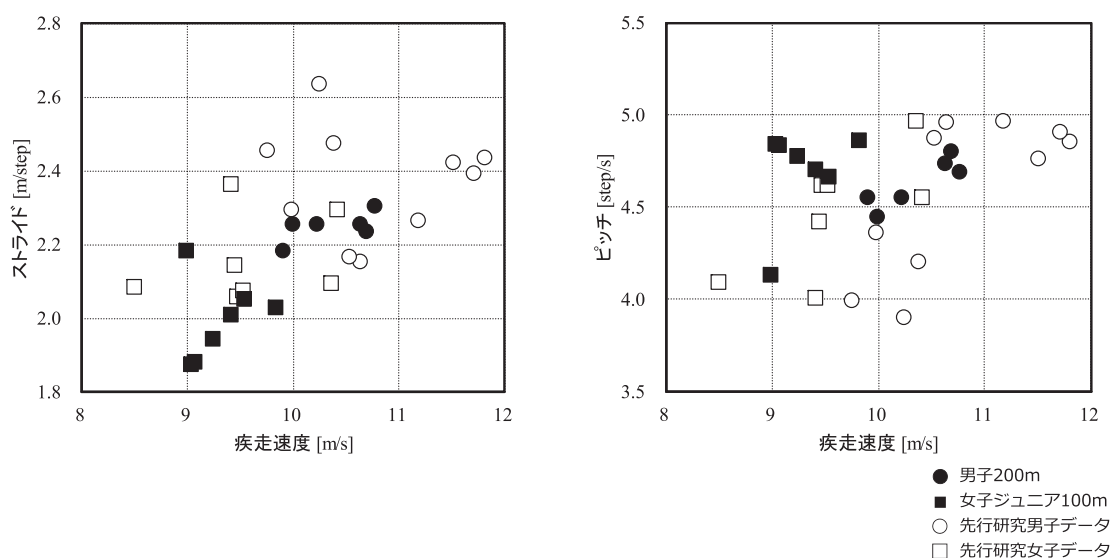 2.8
2.6
2.4
2.2
2.0
1.8
ストライド [m/step]
8 9 10 11 12
疾走速度 [m/s]
5.5
5.0
4.5
4.0
3.5
ピッチ [step/s]
8 9 10 11 12
疾走速度 [m/s]
男子200m
女子ジュニア100m
先行研究男子データ
先行研究女子データ